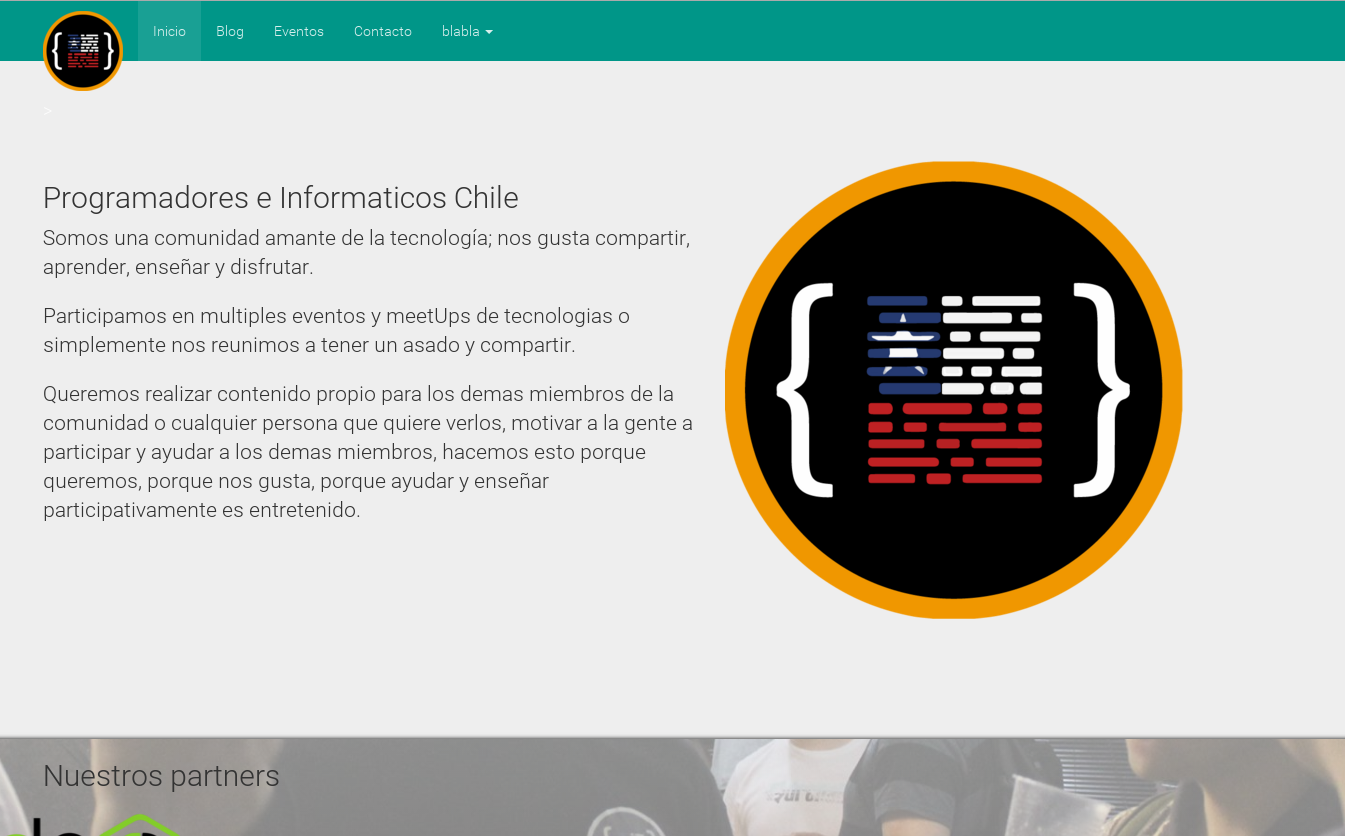 Inicio
Blog
Eventos
Contacto
blabla
>
Programadores e Informaticos Chile
Somos una comunidad amante de la tecnología; nos gusta compartir,
aprender, enseñar y disfrutar.
Participamos en multiples eventos y meetUps de tecnologias o
simplemente nos reunimos a tener un asado y compartir.
Queremos realizar contenido propio para los demas miembros de la
comunidad o cualquier persona que quiere verlos, motivar a la gente a
participar y ayudar a los demas miembros, hacemos esto porque
queremos, porque nos gusta, porque ayudar y enseñar
participativamente es entretenido.
{ }
Nuestros partners